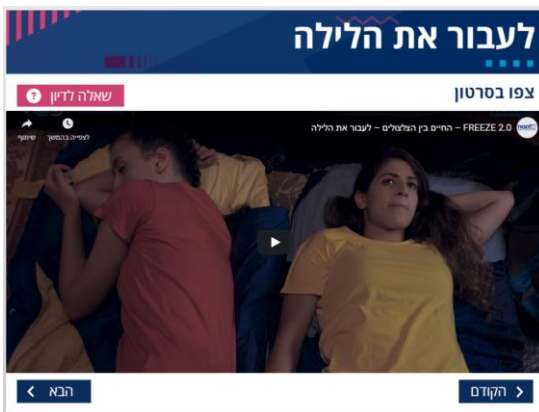 לעבור את הלילה
צפו בסרטון
שאלה לדיון ?
FREEZE 2.0 – החיים בין הצלצולים – לעבור את הלילה
לצפייה בהמשך
שיתוף
הקודם
הבא